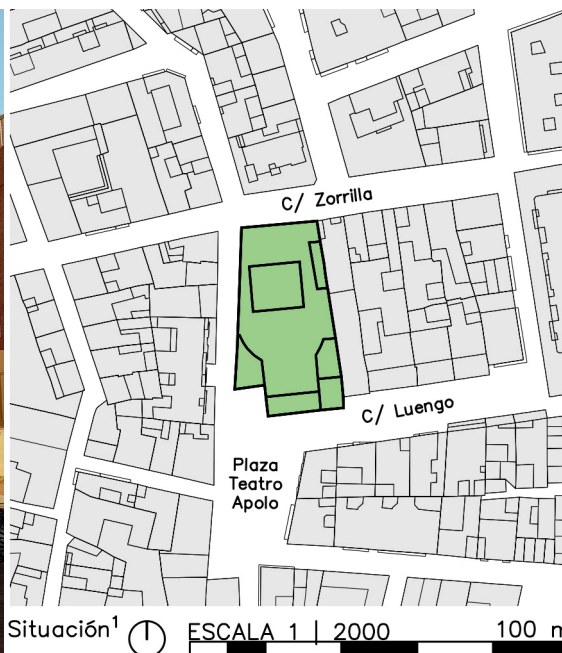 C/ Zorrilla
C/ Luengo
Plaza
Teatro
Apolo
Situación¹ ESCALA 1 | 2000 100 m